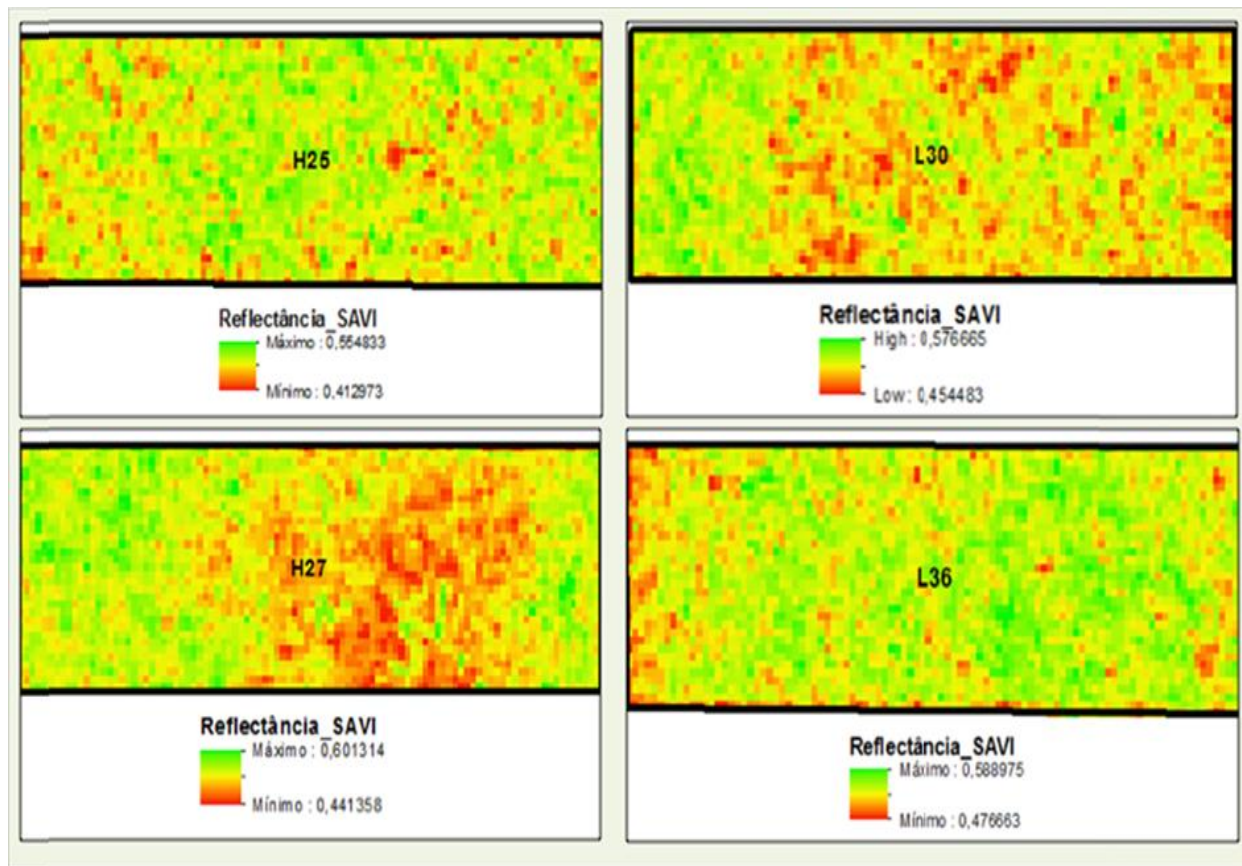 H25
Reflectância_SAVI
Máximo : 0,554833
Mínimo : 0,412973
L30
Reflectância_SAVI
High : 0,576665
Low : 0,454483
H27
Reflectância_SAVI
Máximo : 0,601314
Mínimo : 0,441358
L36
Reflectância_SAVI
Máximo : 0,588975
Mínimo : 0,476663